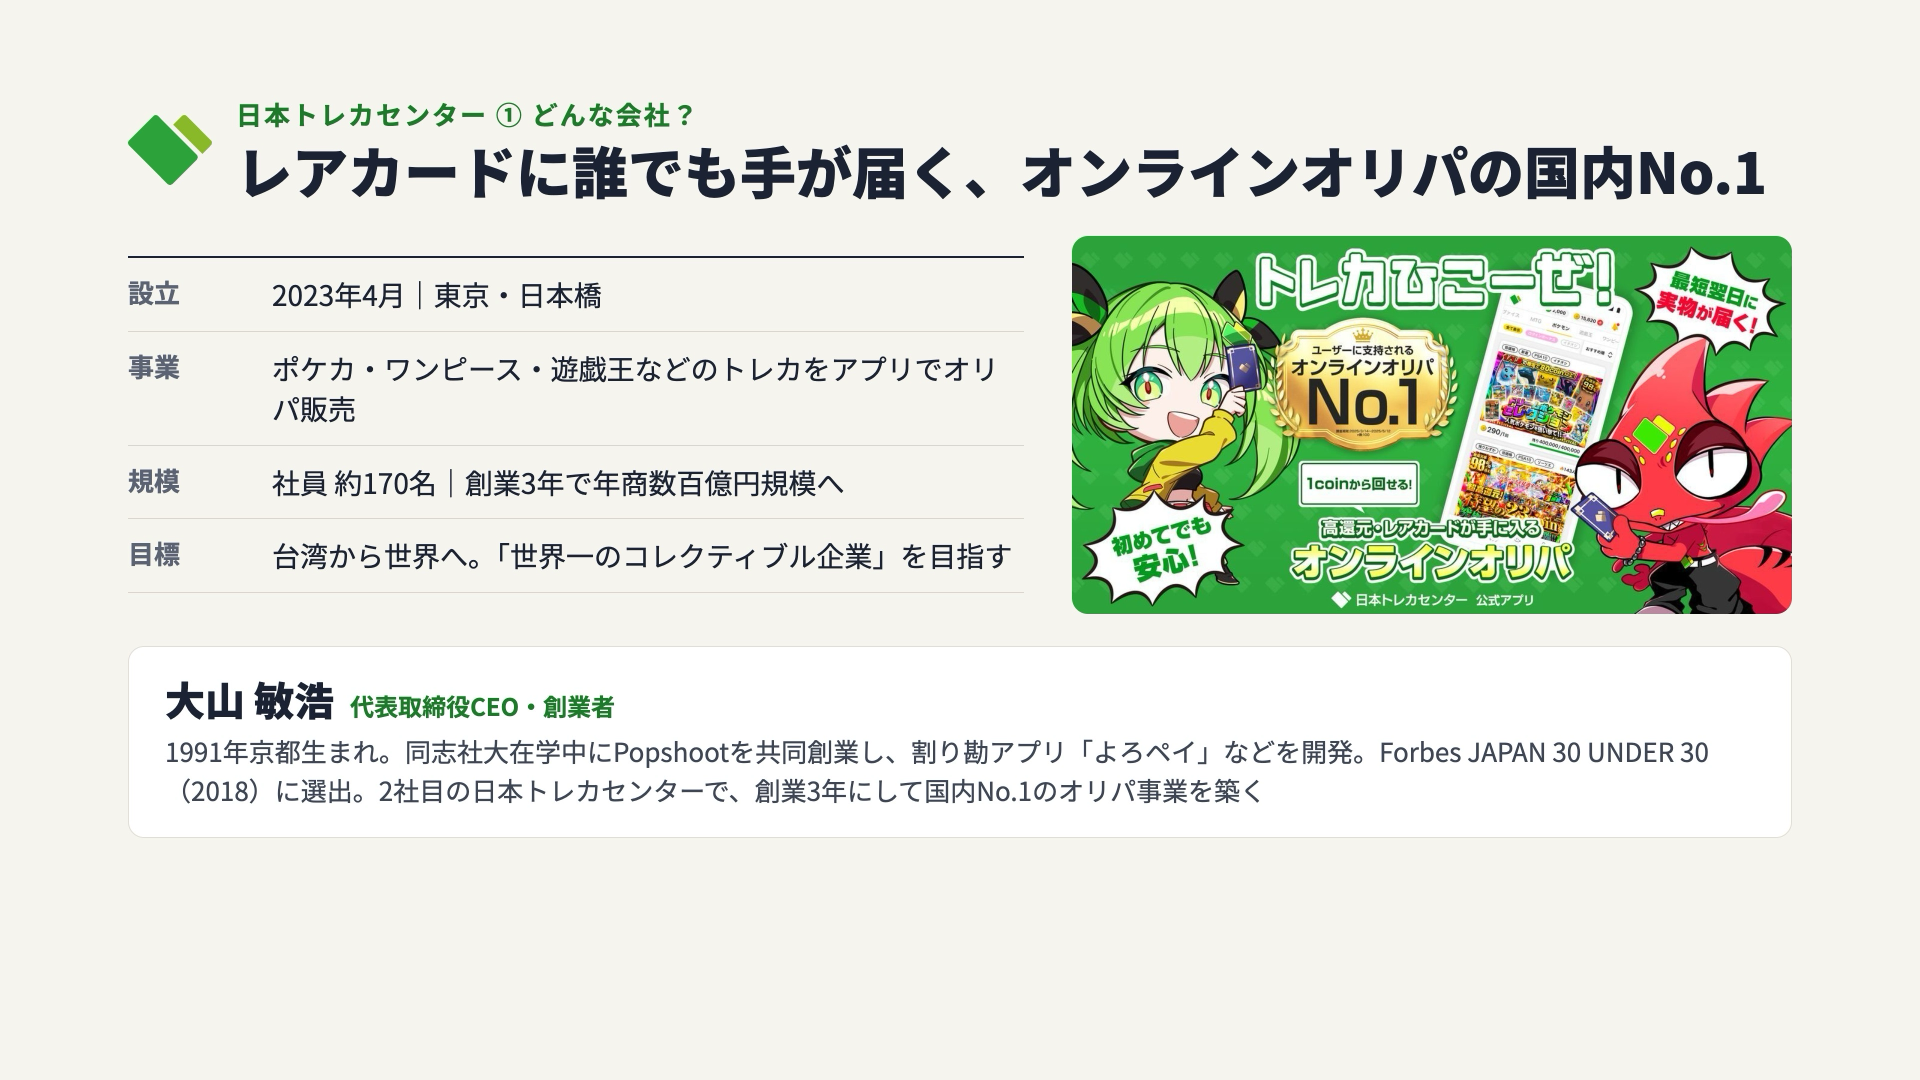 日本トレカセンター ① どんな会社？
レアカードに誰でも手が届く、オンラインオリパの国内No.1
設立
2023年4月｜東京・日本橋
事業
ポケカ・ワンピース・遊戯王などのトレカをアプリでオリ
パ販売
規模
社員 約170名｜創業3年で年商数百億円規模へ
目標
台湾から世界へ。「世界一のコレクティブル企業」を目指す
トレカひこーぜ!
最短翌日に
実物が届く!
ユーザーに支持される
オンラインオリパ
No.1
1coinから回せる!
初めてでも
安心!
高還元・レアカードが手に入る
オンラインオリパ
日本トレカセンター 公式アプリ
大山 敏浩 代表取締役CEO・創業者
1991年京都生まれ。同志社大在学中にPopshootを共同創業し、割り勘アプリ「よろペイ」などを開発。Forbes JAPAN 30 UNDER 30
（2018）に選出。2社目の日本トレカセンターで、創業3年にして国内No.1のオリパ事業を築く